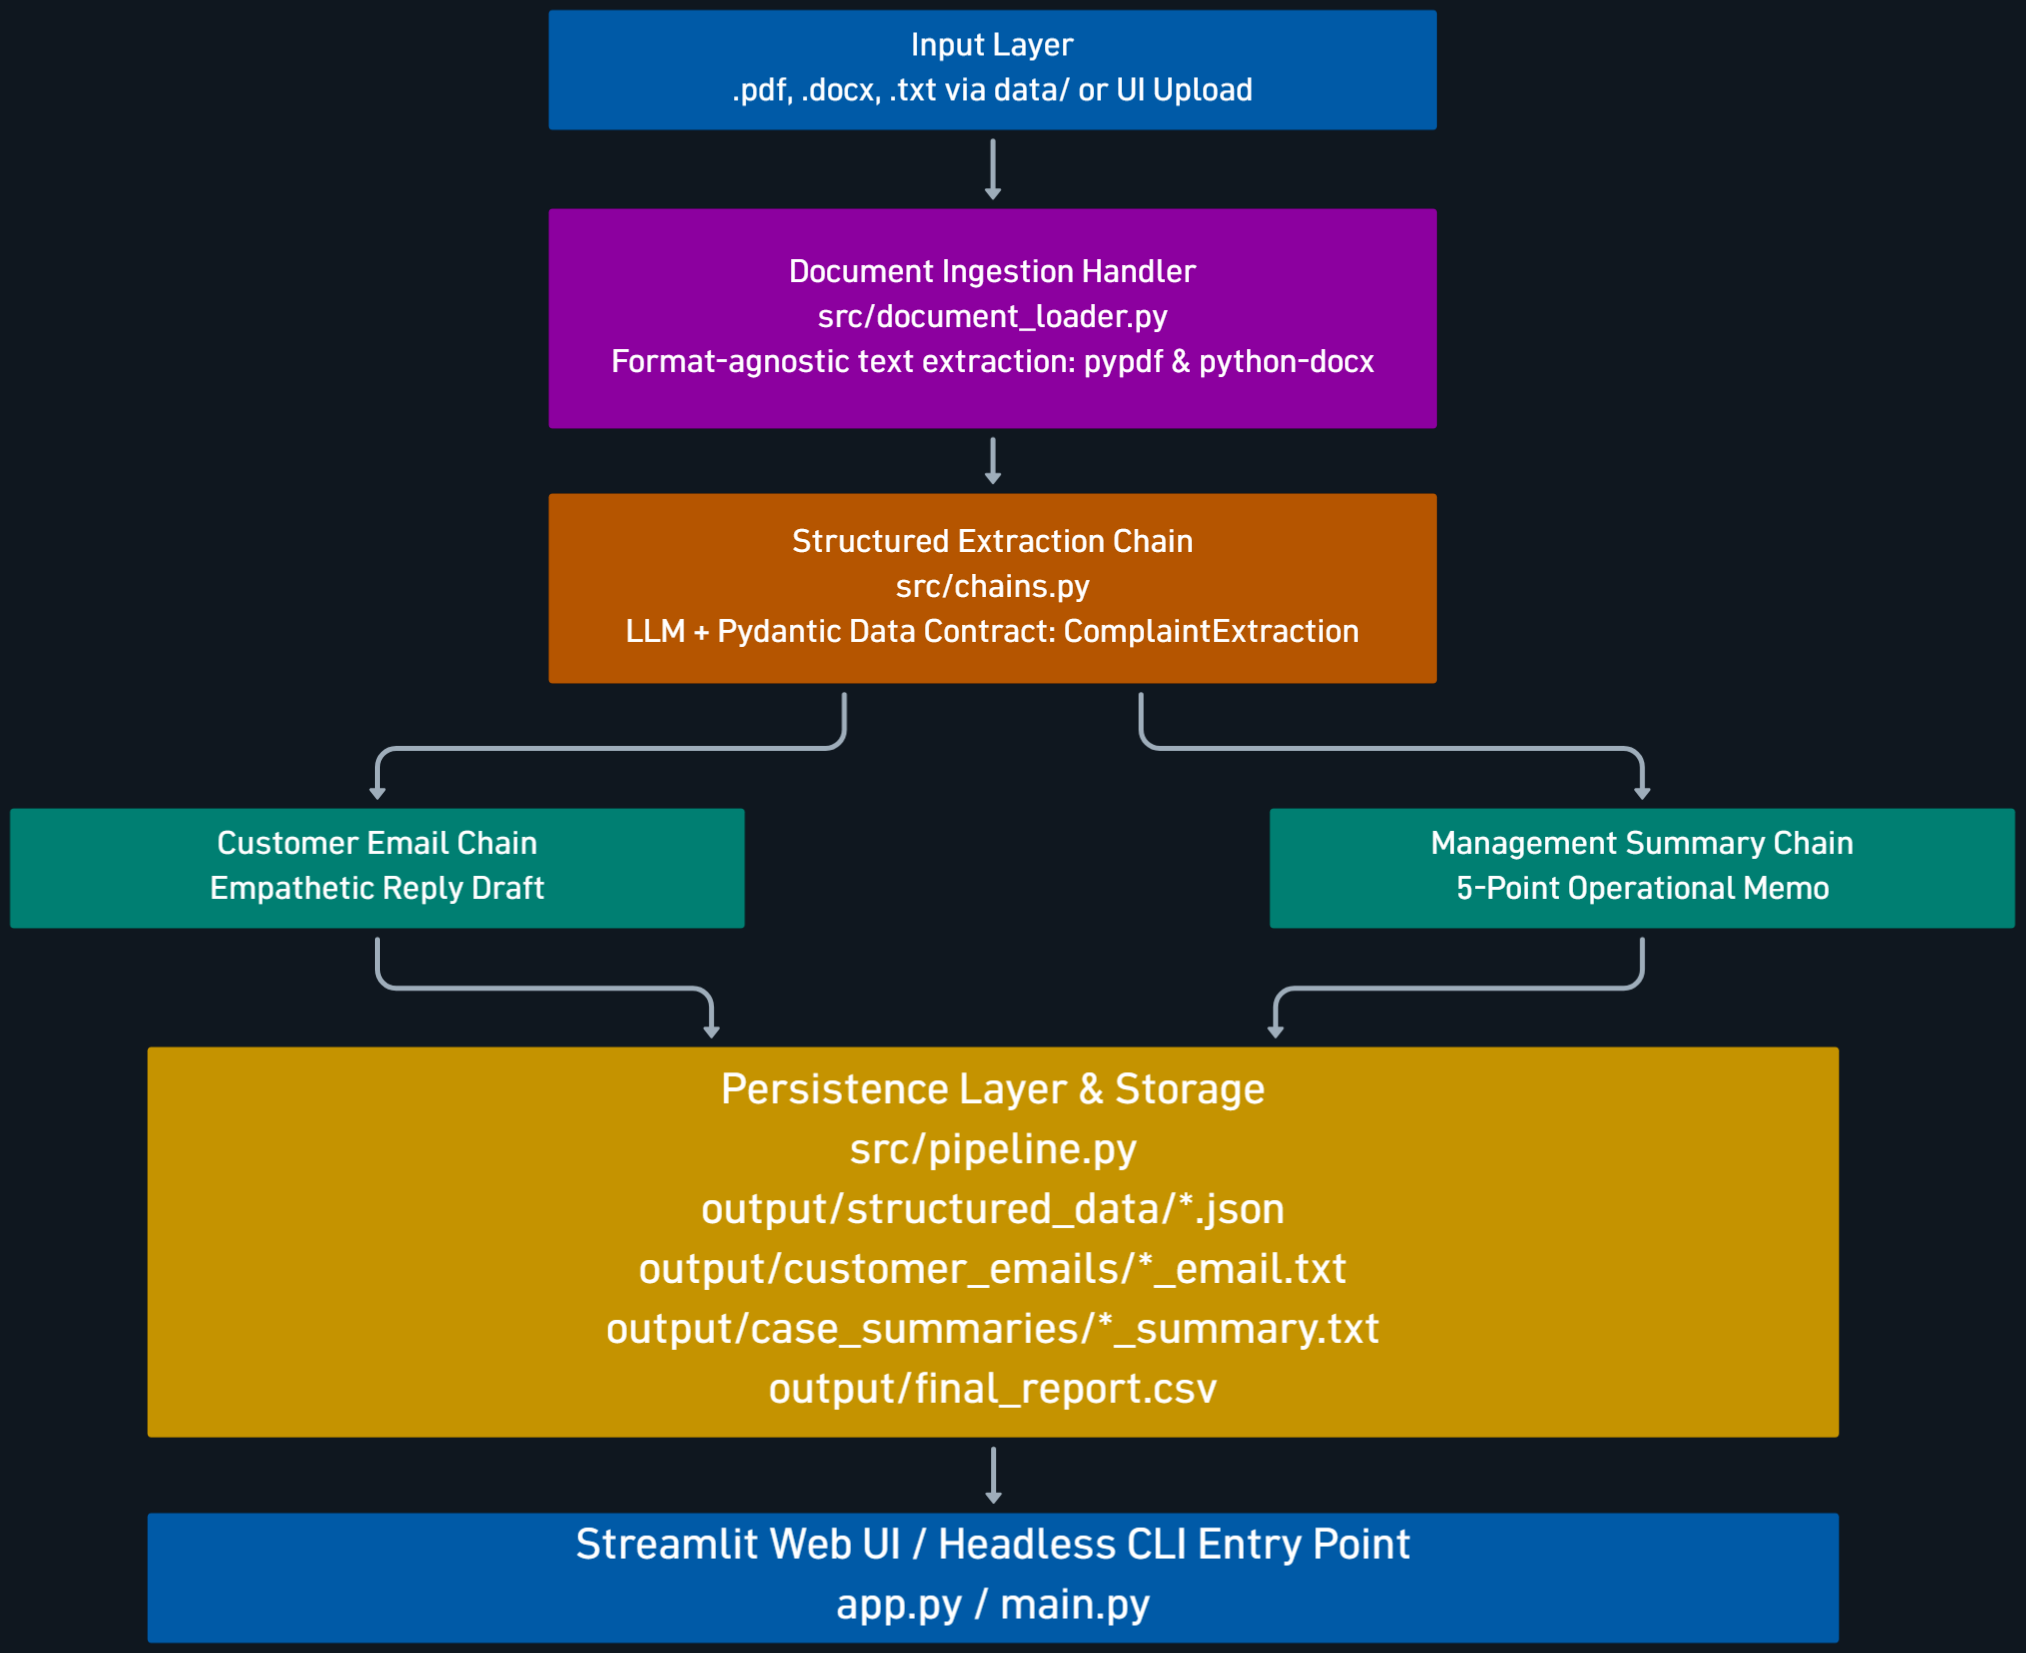 Input Layer
.pdf, .docx, .txt via data/ or UI Upload
Document Ingestion Handler
src/document_loader.py
Format-agnostic text extraction: pypdf & python-docx
Structured Extraction Chain
src/chains.py
LLM + Pydantic Data Contract: ComplaintExtraction
Customer Email Chain
Empathetic Reply Draft
Management Summary Chain
5-Point Operational Memo
Persistence Layer & Storage
src/pipeline.py
output/structured_data/*.json
output/customer_emails/*_email.txt
output/case_summaries/*_summary.txt
output/final_report.csv
Streamlit Web UI / Headless CLI Entry Point
app.py / main.py